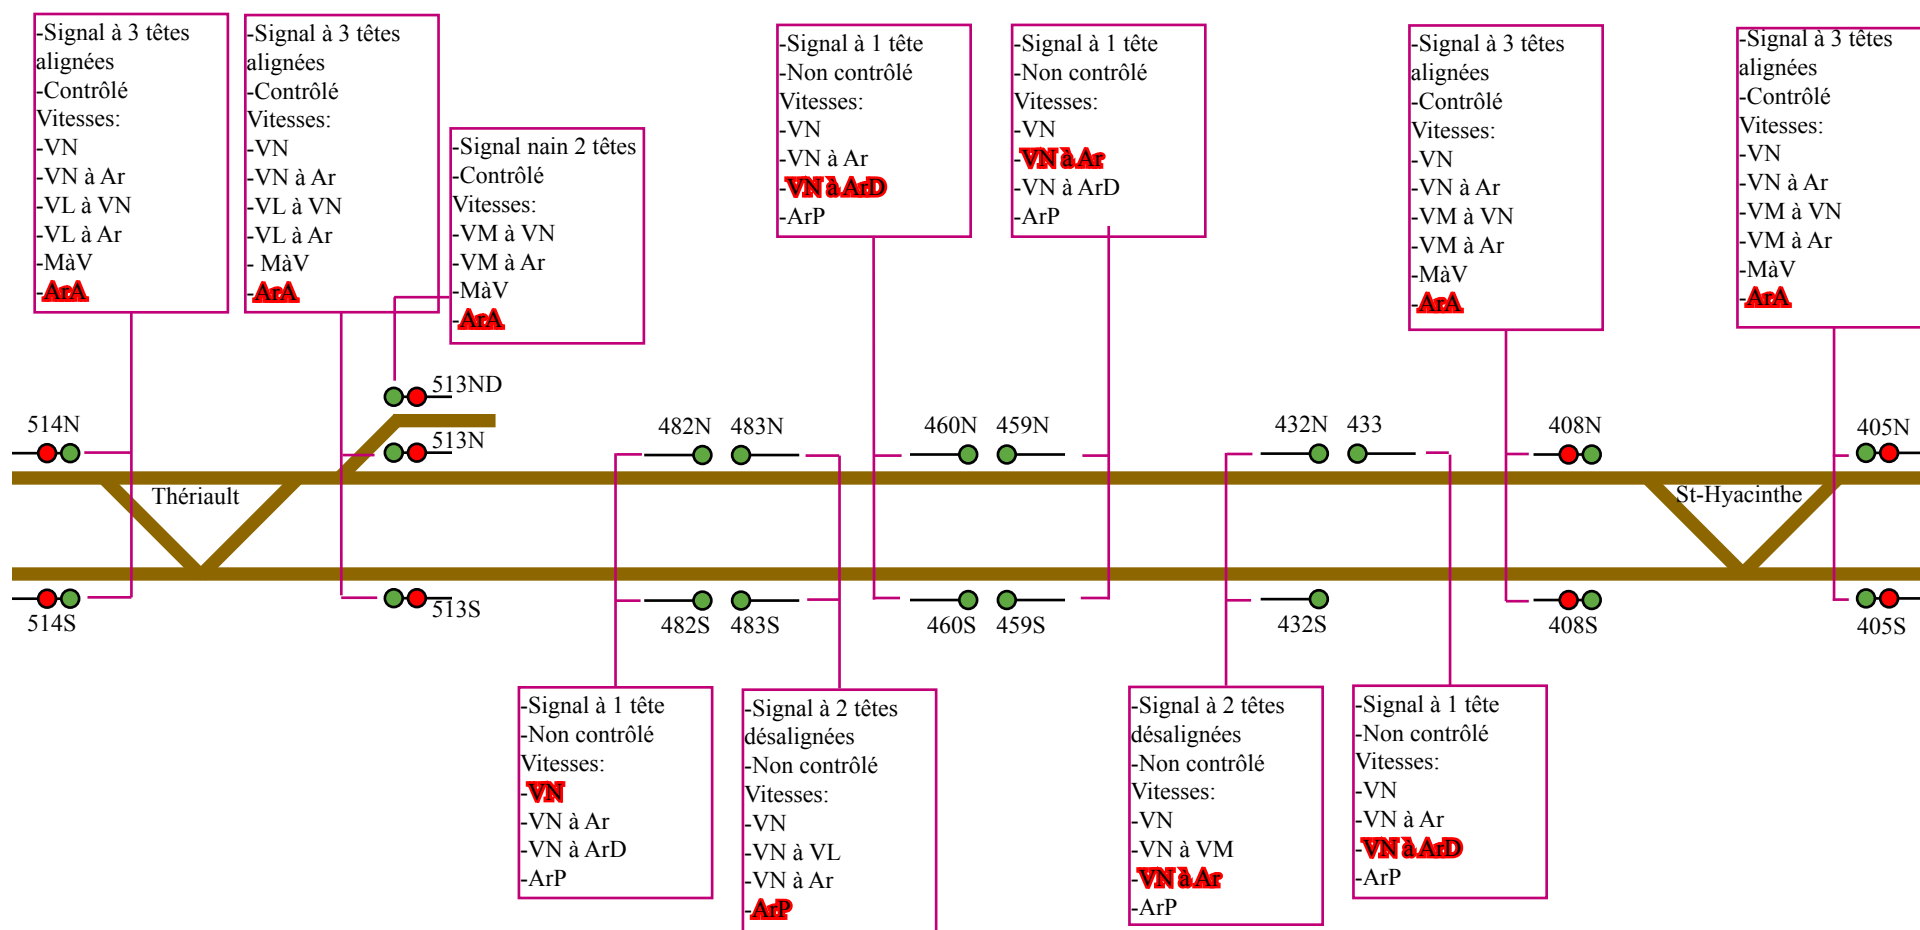 -Signal à 3 têtes
alignées
-Contrôlé
Vitesses:
-VN
-VN à Ar
-VL à VN
-VL à Ar
-MàV
-ArA
-Signal à 3 têtes
alignées
-Contrôlé
Vitesses:
-VN
-VN à Ar
-VL à VN
-VL à Ar
- MàV
-ArA
-Signal nain 2 têtes
-Contrôlé
Vitesses:
-VM à VN
-VM à Ar
-MàV
-ArA
-Signal à 1 tête
-Non contrôlé
Vitesses:
-VN
-VN à Ar
-VN à ArD
-ArP
-Signal à 1 tête
-Non contrôlé
Vitesses:
-VN
-VN à Ar
-VN à ArD
-ArP
-Signal à 3 têtes
alignées
-Contrôlé
Vitesses:
-VN
-VN à Ar
-VM à VN
-VM à Ar
-MàV
-ArA
-Signal à 3 têtes
alignées
-Contrôlé
Vitesses:
-VN
-VN à Ar
-VM à VN
-VM à Ar
-MàV
-ArA
513ND
514N
513N
482N
483N
460N
459N
432N
433
408N
405N
Thériault
St-Hyacinthe
514S
513S
482S
483S
460S
459S
432S
408S
405S
-Signal à 1 tête
-Non contrôlé
Vitesses:
-VN
-VN à Ar
-VN à ArD
-ArP
-Signal à 2 têtes
désalignées
-Non contrôlé
Vitesses:
-VN
-VN à VL
-VN à Ar
-ArP
-Signal à 2 têtes
désalignées
-Non contrôlé
Vitesses:
-VN
-VN à VM
-VN à Ar
-ArP
-Signal à 1 tête
-Non contrôlé
Vitesses:
-VN
-VN à Ar
-VN à ArD
-ArP